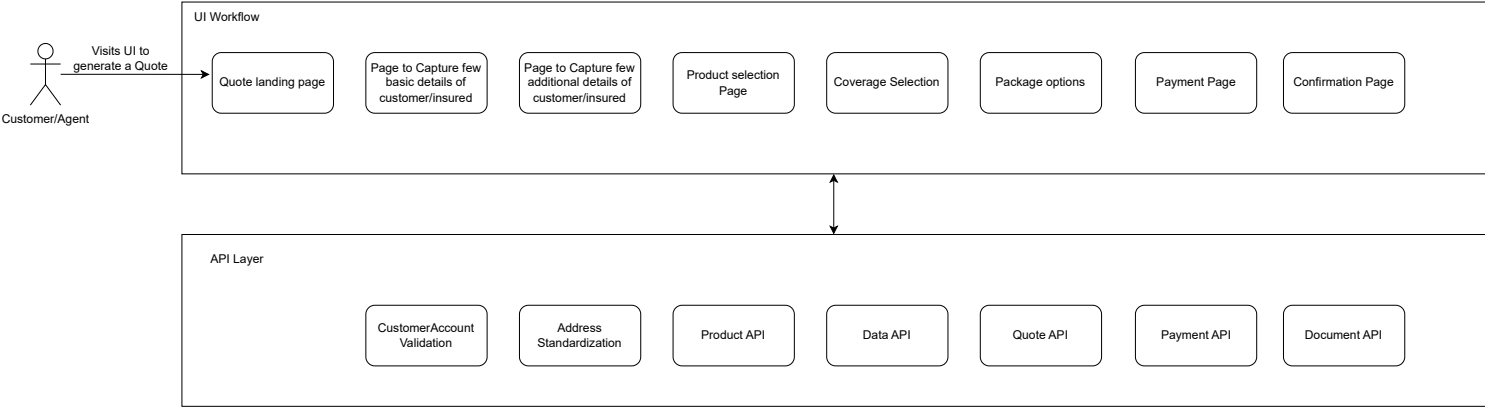 UI Workflow
Visits UI to
generate a Quote
Customer/Agent
Quote landing page
Page to Capture few
basic details of
customer/insured
Page to Capture few
additional details of
customer/insured
Product selection
Page
Coverage Selection
Package options
Payment Page
Confirmation Page
API Layer
CustomerAccount
Validation
Address
Standardization
Product API
Data API
Quote API
Payment API
Document API